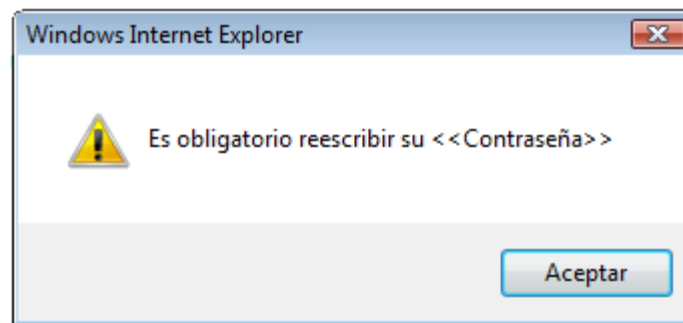 Windows Internet Explorer
Es obligatorio reescribir su <<Contraseña>>
Aceptar